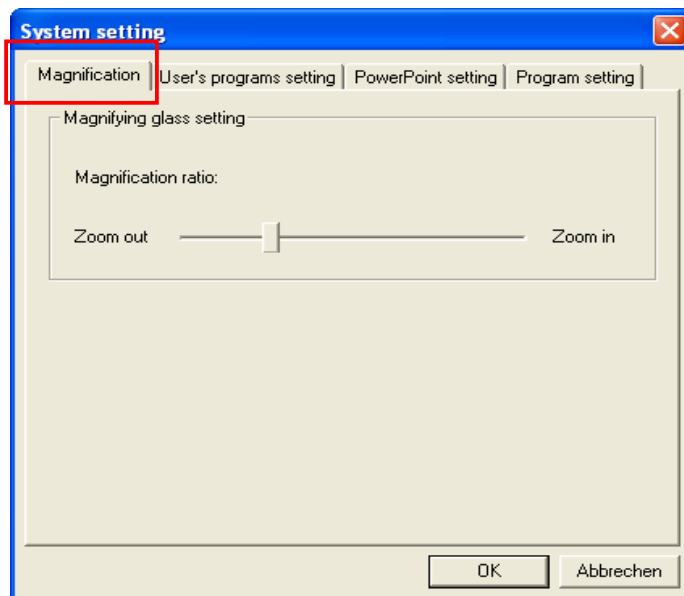 System setting
Magnification User's programs setting PowerPoint setting Program setting
Magnifying glass setting
Magnification ratio:
Zoom out Zoom in
OK Abbrechen